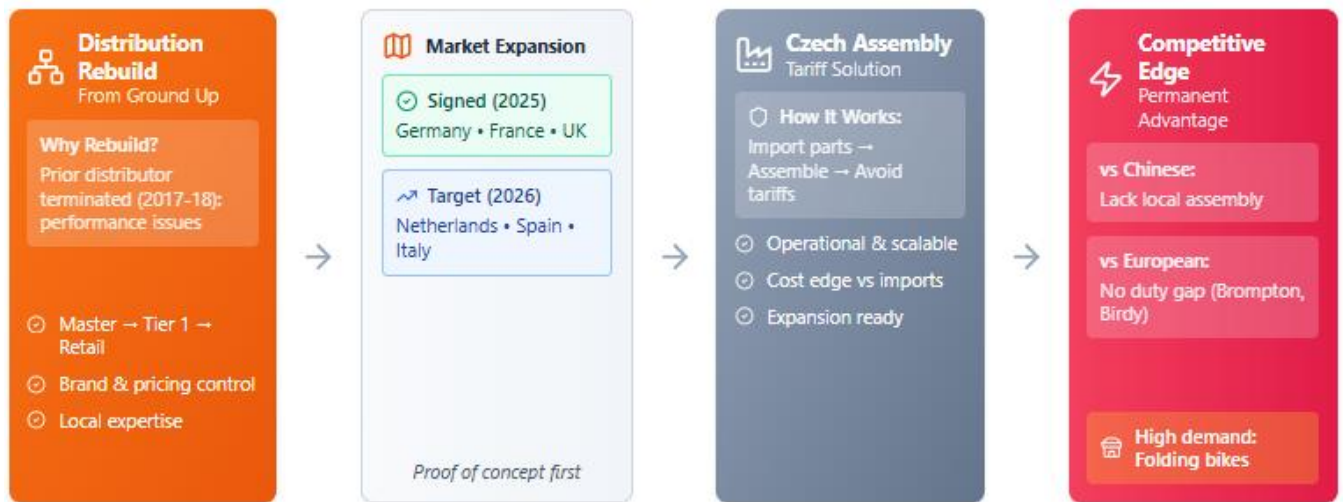 Distribution
Rebuild
From Ground Up
Why Rebuild?
Prior distributor
terminated (2017-18):
performance issues
Master → Tier 1 →
Retail
Brand & pricing control
Local expertise
Market Expansion
Signed (2025)
Germany • France • UK
Target (2026)
Netherlands • Spain •
Italy
Proof of concept first
Czech Assembly
Tariff Solution
How It Works:
Import parts →
Assemble → Avoid
tariffs
Operational & scalable
Cost edge vs imports
Expansion ready
Competitive
Edge
Permanent
Advantage
vs Chinese:
Lack local assembly
vs European:
No duty gap (Brompton,
Birdy)
High demand:
Folding bikes